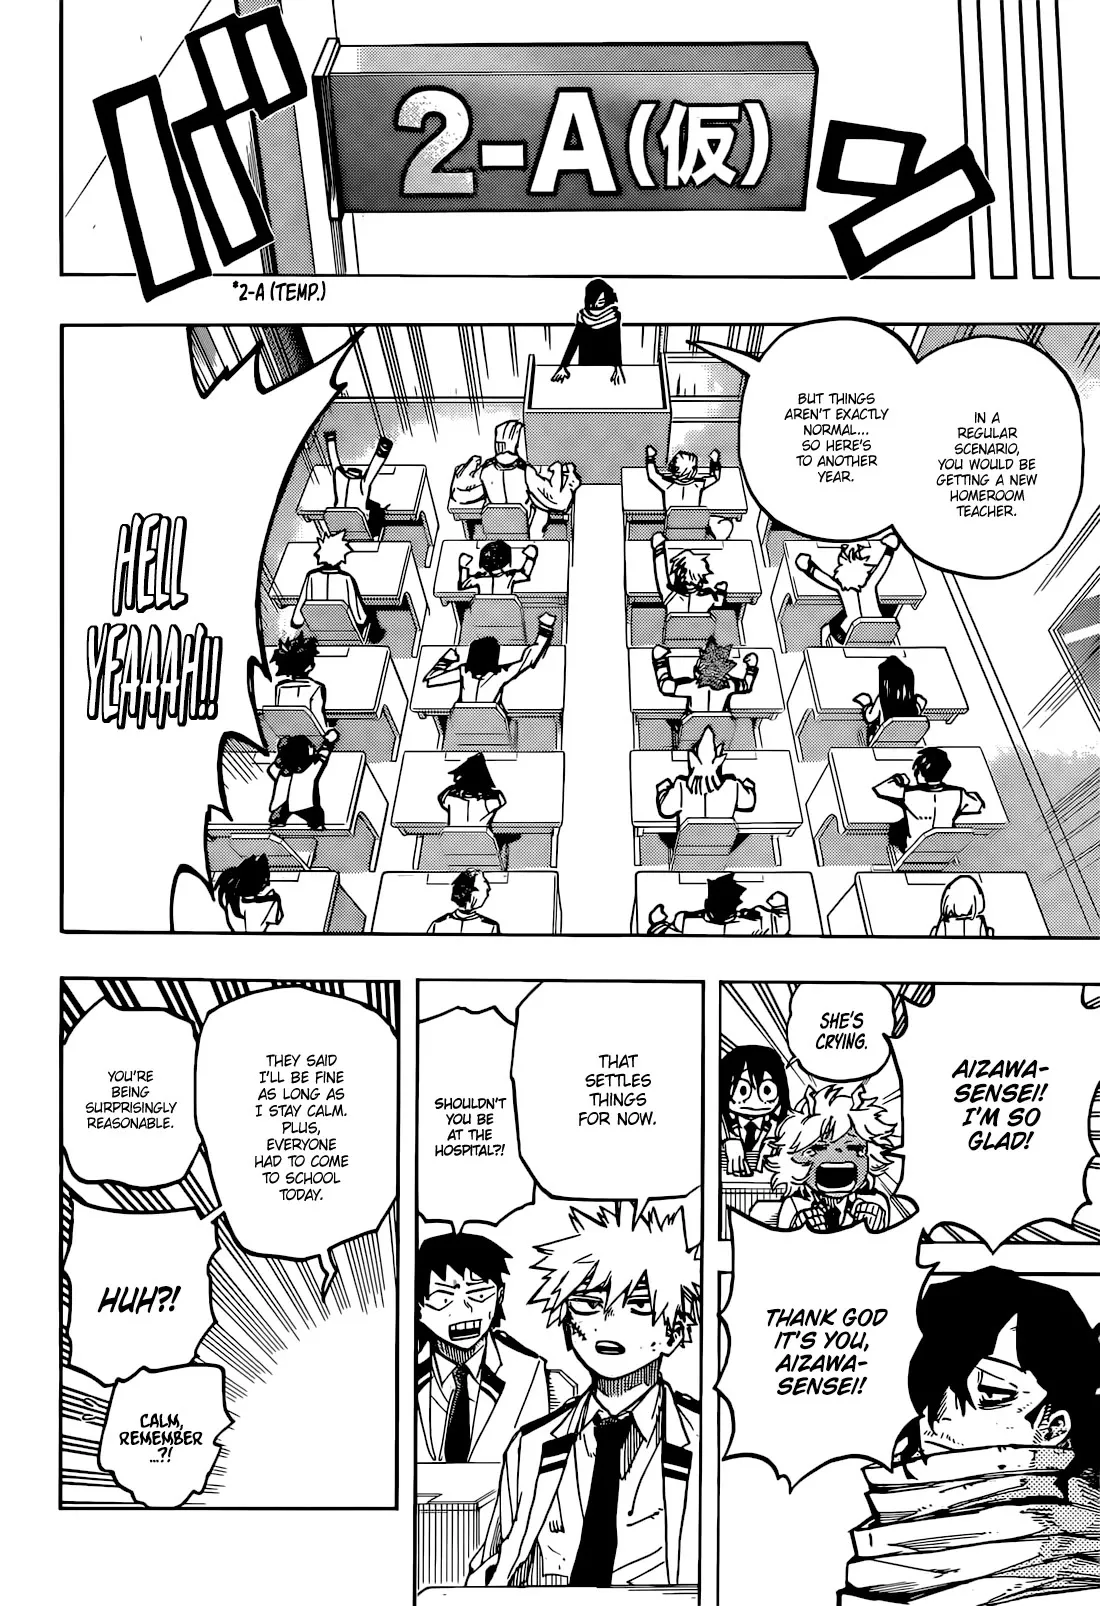 バン
2-A(仮)
*2-A (TEMP.)
IN A
REGULAR
SCENARIO,
YOU WOULD BE
GETTING A NEW
HOMEROOM
TEACHER.
BUT THINGS
AREN'T EXACTLY
NORMAL...
SO HERE'S
TO ANOTHER
YEAR.
HELL
YEAAAH!!
AIZAWA-
SENSEI!
I'M SO
GLAD!
SHE'S
CRYING.
THANK GOD
IT'S YOU,
AIZAWA-
SENSEI!
THAT
SETTLES
THINGS
FOR NOW.
SHOULDN'T
YOU BE
AT THE
HOSPITAL?!
THEY SAID
I'LL BE FINE
AS LONG AS
I STAY CALM.
PLUS,
EVERYONE
HAD TO COME
TO SCHOOL
TODAY.
YOU'RE
BEING
SURPRISINGLY
REASONABLE.
HUH?!
CALM,
REMEMBER
...?!